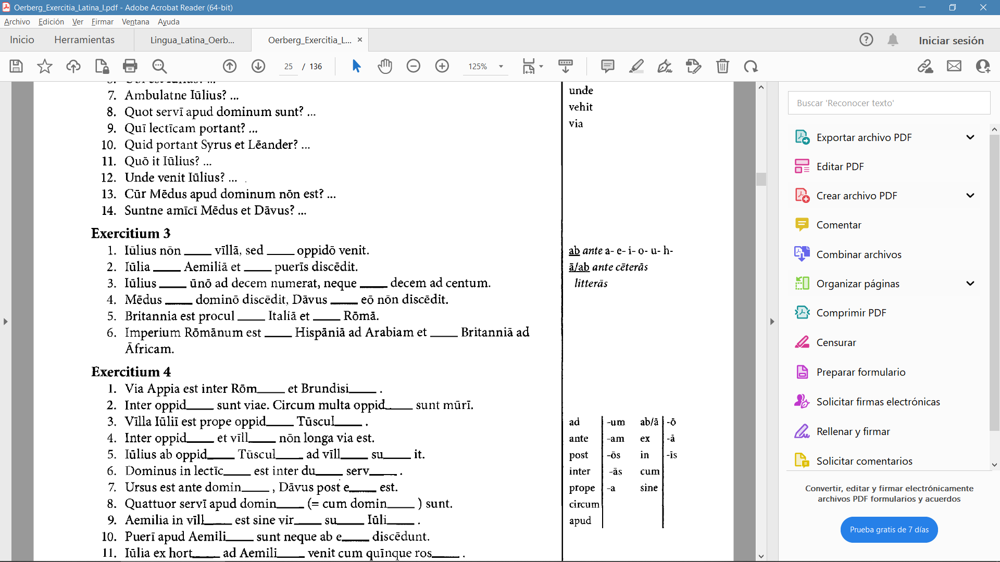 Oerberg_Exercitia_Latina_I.pdf - Adobe Acrobat Reader (64-bit)
Archivo Edición Ver Firmar Ventana Ayuda
Inicio Herramientas Lingua_Latina_Oerb... Oerberg_Exercitia_L... ×
Iniciar sesión
25 / 136 125%
7. Ambulatne Iūlius? ...
8. Quot servī apud dominum sunt? ...
9. Quī lectīcam portant? ...
10. Quid portant Syrus et Lēander? ...
11. Quō it Iūlius? ...
12. Unde venit Iūlius? ...
13. Cūr Mēdus apud dominum nōn est? ...
14. Suntne amīcī Mēdus et Dāvus? ...
unde
vehit
via
Exercitium 3
1. Iūlius nōn ____ vīllā, sed ____ oppidō venit.
2. Iūlia ____ Aemiliā et ____ puerīs discēdit.
3. Iūlius ____ ūnō ad decem numerat, neque ____ decem ad centum.
4. Mēdus ____ dominō discēdit, Dāvus ____ eō nōn discēdit.
5. Britannia est procul ____ Italiā et ____ Rōmā.
6. Imperium Rōmānum est ____ Hispāniā ad Arabiam et ____ Britanniā ad
Āfricam.
ab ante a- e- i- o- u- h-
ā/ab ante cēterās
litterās
Exercitium 4
1. Via Appia est inter Rōm____ et Brundisi____ .
2. Inter oppid____ sunt viae. Circum multa oppid____ sunt mūrī.
3. Vīlla Iūliī est prope oppid____ Tūscul____ .
4. Inter oppid____ et vīll____ nōn longa via est.
5. Iūlius ab oppid____ Tūscul____ ad vīll____ su____ it.
6. Dominus in lectīc____ est inter du____ serv____ .
7. Ursus est ante domin____ , Dāvus post e____ est.
8. Quattuor servī apud domin____ (= cum domin____ ) sunt.
9. Aemilia in vīll____ est sine vir____ su____ Iūli____ .
10. Puerī apud Aemili____ sunt neque ab e____ discēdunt.
11. Iūlia ex hort____ ad Aemili____ venit cum quīnque ros____ .
ad -um ab/ā -ō
ante -am ex -ā
post -ōs in -īs
inter -ās cum
prope -a sine
circum
apud
Buscar 'Reconocer texto'
Exportar archivo PDF
Editar PDF
Crear archivo PDF
Comentar
Combinar archivos
Organizar páginas
Comprimir PDF
Censurar
Preparar formulario
Solicitar firmas electrónicas
Rellenar y firmar
Solicitar comentarios
Convertir, editar y firmar electrónicamente
archivos PDF formularios y acuerdos
Prueba gratis de 7 días